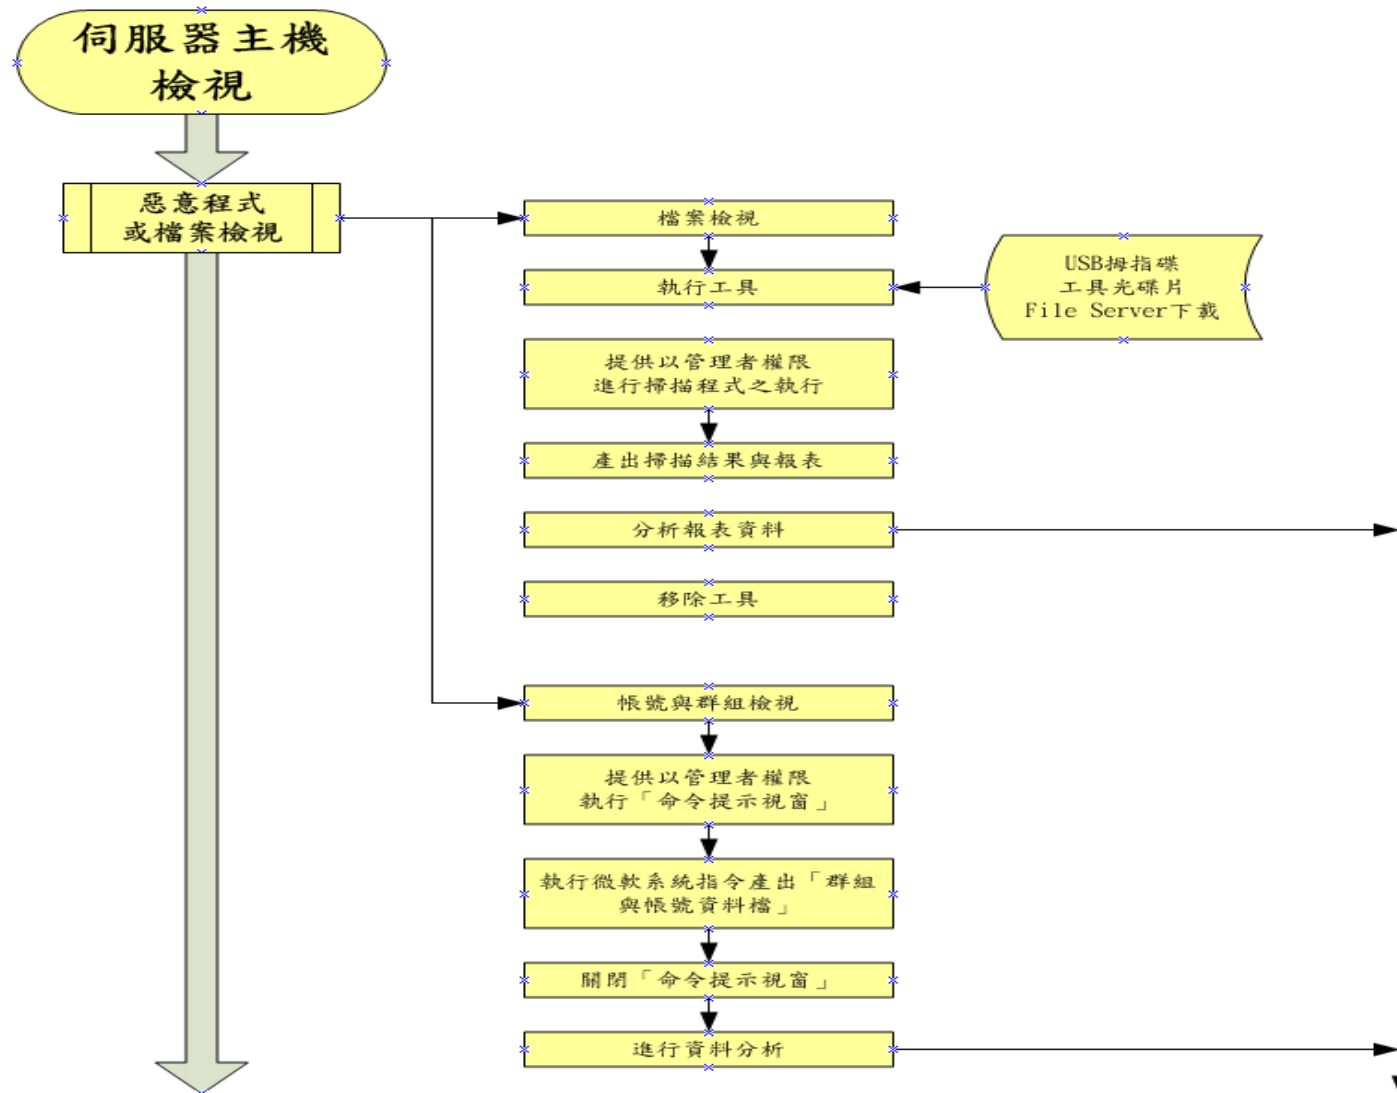 伺服器主機
檢視
惡意程式
或檔案檢視
檔案檢視
執行工具
USB拇指碟
工具光碟片
File Server下載
提供以管理者權限
進行掃描程式之執行
產出掃描結果與報表
分析報表資料
移除工具
帳號與群組檢視
提供以管理者權限
執行「命令提示視窗」
執行微軟系統指令產出「群組
與帳號資料檔」
關閉「命令提示視窗」
進行資料分析